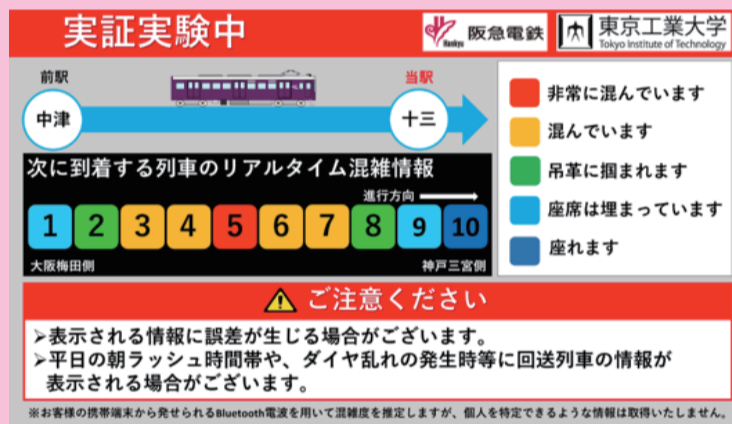 実証実験中
Hankyu 阪急電鉄
東京工業大学
Tokyo Institute of Technology
前駅
当駅
中津
十三
次に到着する列車のリアルタイム混雑情報
進行方向
1 2 3 4 5 6 7 8 9 10
大阪梅田側
神戸三宮側
非常に混んでいます
混んでいます
吊革に掴まれます
座席は埋まっています
座れます
ご注意ください
➢表示される情報に誤差が生じる場合がございます。
➢平日の朝ラッシュ時間帯や、ダイヤ乱れの発生時等に回送列車の情報が
表示される場合がございます。
※お客様の携帯端末から発せられるBluetooth電波を用いて混雑度を推定しますが、個人を特定できるような情報は取得いたしません。